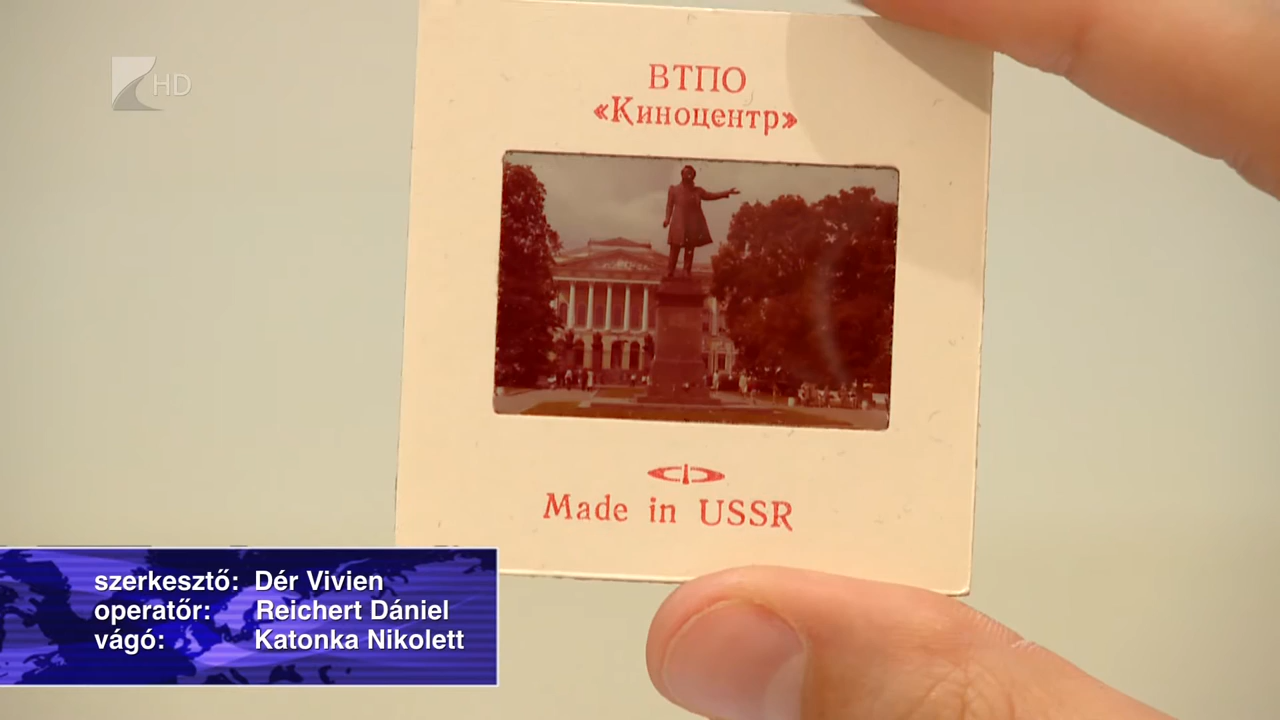 HD
ВТПО
«Киноцентр»
Made in USSR
szerkesztő: Dér Vivien
operatőr: Reichert Dániel
vágó: Katonka Nikolett